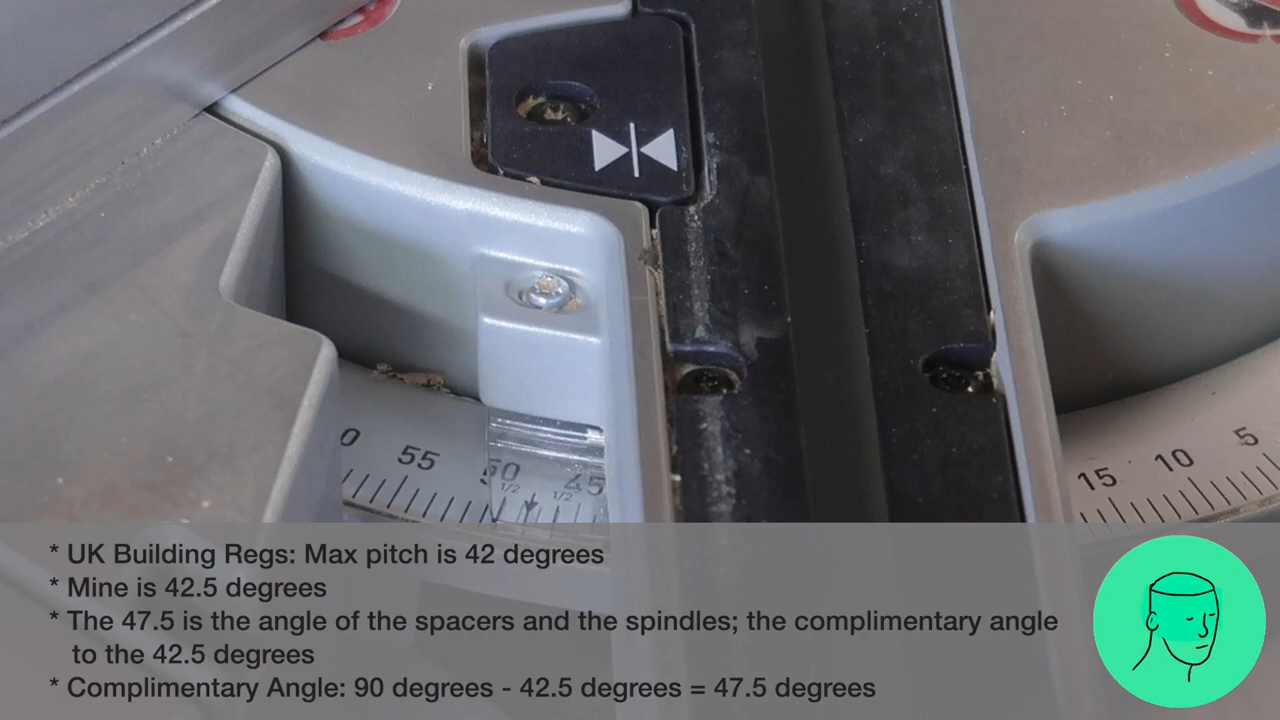 0 55 50 45
1/2 1/2
15 10 5
* UK Building Regs: Max pitch is 42 degrees
* Mine is 42.5 degrees
* The 47.5 is the angle of the spacers and the spindles; the complimentary angle
to the 42.5 degrees
* Complimentary Angle: 90 degrees - 42.5 degrees = 47.5 degrees